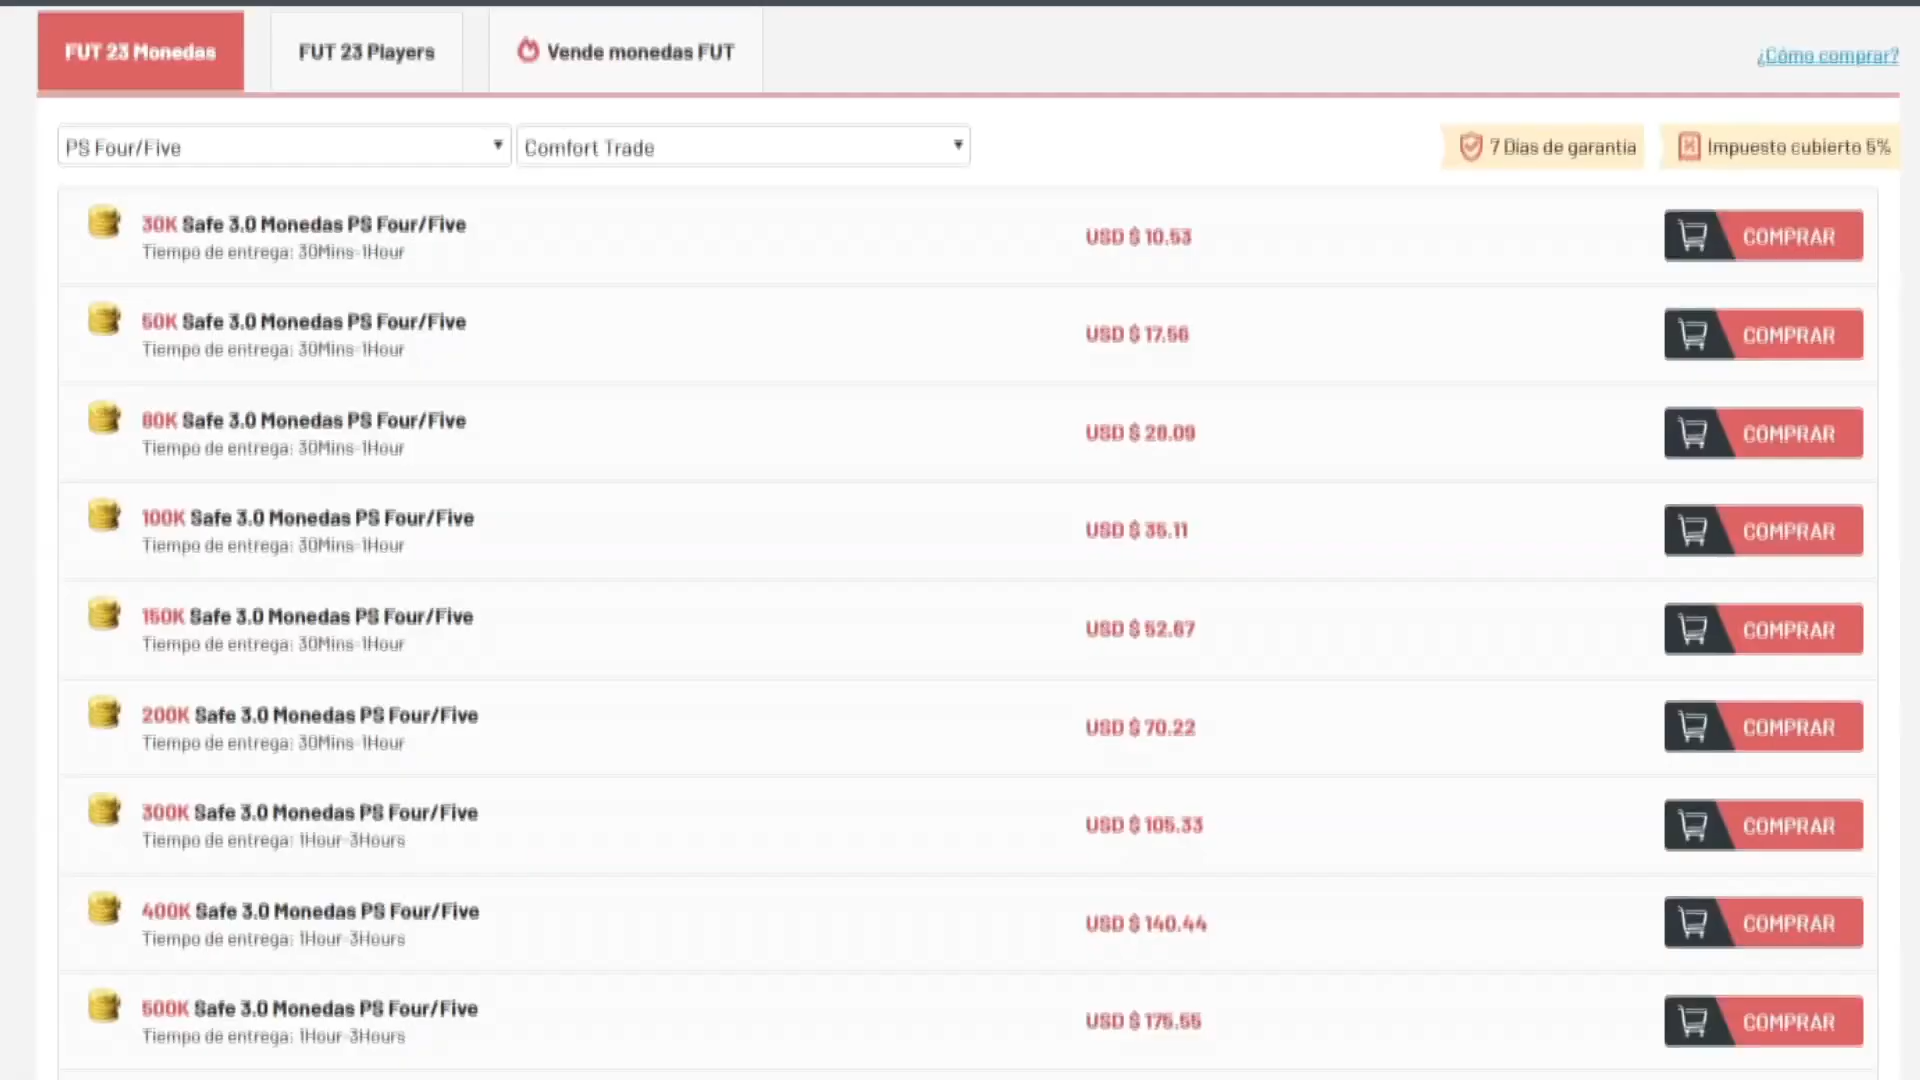 FUT 23 Monedas
FUT 23 Players
Vende monedas FUT
¿Cómo comprar?
PS Four/Five
Comfort Trade
7 Días de garantía
Impuesto cubierto 5%
30K Safe 3.0 Monedas PS Four/Five
Tiempo de entrega: 30Mins-1Hour
USD $ 10.53
COMPRAR
50K Safe 3.0 Monedas PS Four/Five
Tiempo de entrega: 30Mins-1Hour
USD $ 17.56
COMPRAR
80K Safe 3.0 Monedas PS Four/Five
Tiempo de entrega: 30Mins-1Hour
USD $ 28.09
COMPRAR
100K Safe 3.0 Monedas PS Four/Five
Tiempo de entrega: 30Mins-1Hour
USD $ 35.11
COMPRAR
150K Safe 3.0 Monedas PS Four/Five
Tiempo de entrega: 30Mins-1Hour
USD $ 52.67
COMPRAR
200K Safe 3.0 Monedas PS Four/Five
Tiempo de entrega: 30Mins-1Hour
USD $ 70.22
COMPRAR
300K Safe 3.0 Monedas PS Four/Five
Tiempo de entrega: 1Hour-3Hours
USD $ 105.33
COMPRAR
400K Safe 3.0 Monedas PS Four/Five
Tiempo de entrega: 1Hour-3Hours
USD $ 140.44
COMPRAR
500K Safe 3.0 Monedas PS Four/Five
Tiempo de entrega: 1Hour-3Hours
USD $ 175.55
COMPRAR